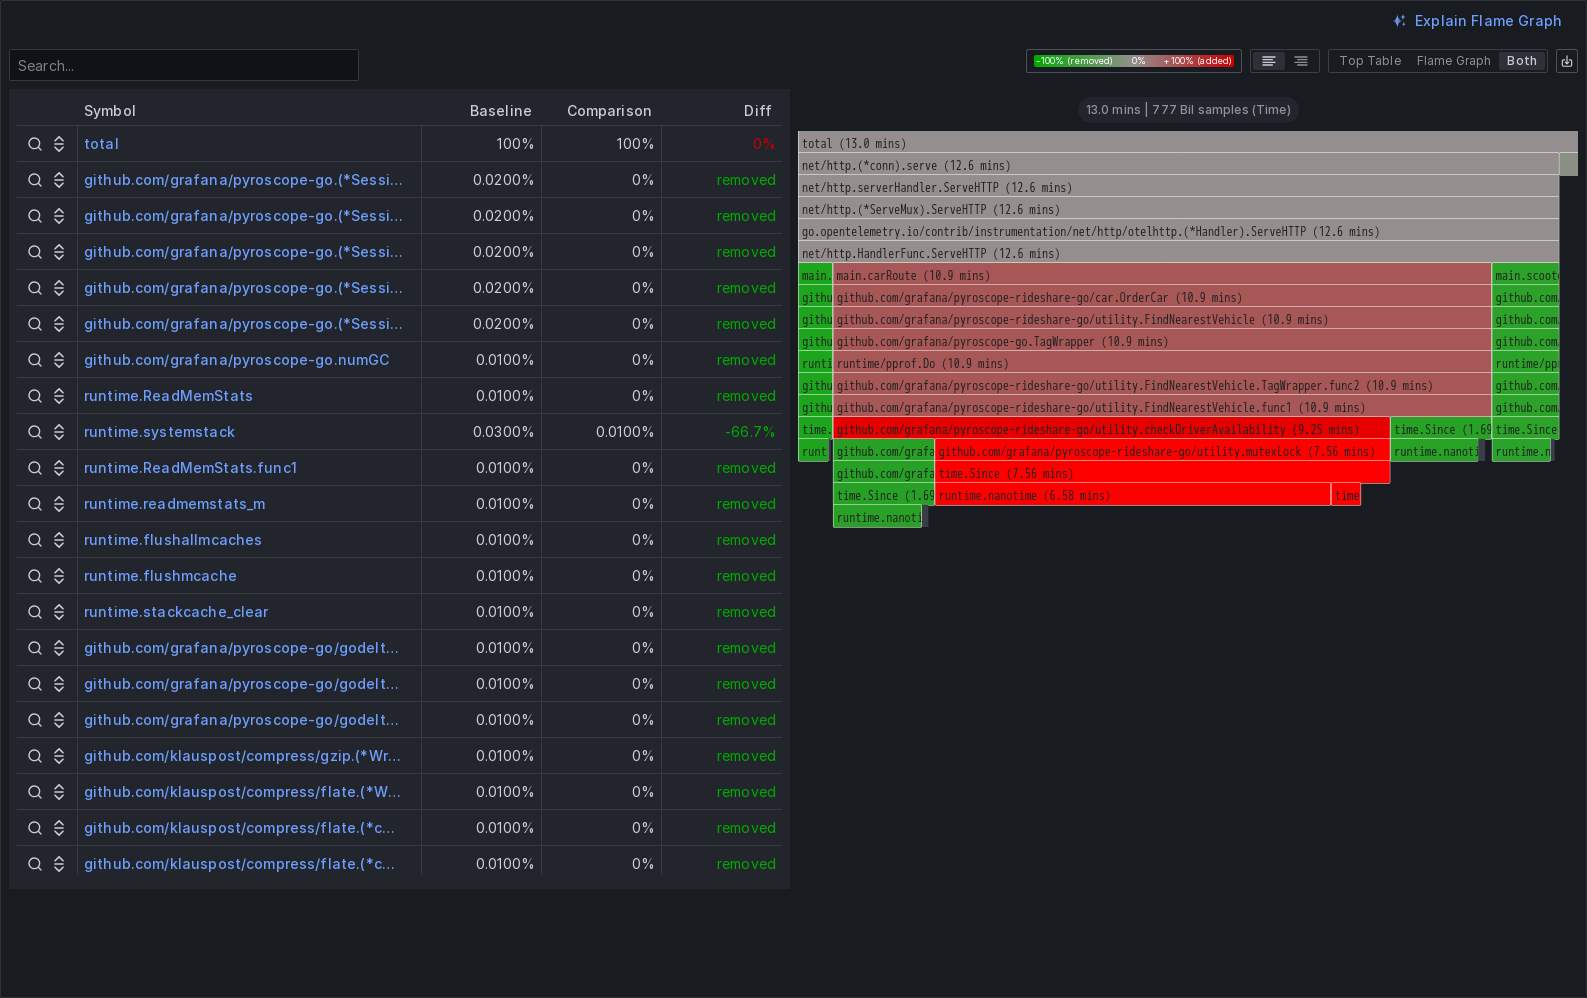 Explain Flame Graph
Search...
-100% (removed) 0% +100% (added)
Top Table Flame Graph Both
Symbol Baseline Comparison Diff
total 100% 100% 0%
github.com/grafana/pyroscope-go.(*Sessi... 0.0200% 0% removed
github.com/grafana/pyroscope-go.(*Sessi... 0.0200% 0% removed
github.com/grafana/pyroscope-go.(*Sessi... 0.0200% 0% removed
github.com/grafana/pyroscope-go.(*Sessi... 0.0200% 0% removed
github.com/grafana/pyroscope-go.(*Sessi... 0.0200% 0% removed
github.com/grafana/pyroscope-go.numGC 0.0100% 0% removed
runtime.ReadMemStats 0.0100% 0% removed
runtime.systemstack 0.0300% 0.0100% -66.7%
runtime.ReadMemStats.func1 0.0100% 0% removed
runtime.readmemstats_m 0.0100% 0% removed
runtime.flushallmcaches 0.0100% 0% removed
runtime.flushmcache 0.0100% 0% removed
runtime.stackcache_clear 0.0100% 0% removed
github.com/grafana/pyroscope-go/godelt... 0.0100% 0% removed
github.com/grafana/pyroscope-go/godelt... 0.0100% 0% removed
github.com/grafana/pyroscope-go/godelt... 0.0100% 0% removed
github.com/klauspost/compress/gzip.(*Wr... 0.0100% 0% removed
github.com/klauspost/compress/flate.(*W... 0.0100% 0% removed
github.com/klauspost/compress/flate.(*c... 0.0100% 0% removed
github.com/klauspost/compress/flate.(*c... 0.0100% 0% removed
13.0 mins | 777 Bil samples (Time)
total (13.0 mins)
net/http.(*conn).serve (12.6 mins)
net/http.serverHandler.ServeHTTP (12.6 mins)
net/http.(*ServeMux).ServeHTTP (12.6 mins)
go.opentelemetry.io/contrib/instrumentation/net/http/otelhttp.(*Handler).ServeHTTP (12.6 mins)
net/http.HandlerFunc.ServeHTTP (12.6 mins)
main. main.carRoute (10.9 mins) main.scoot
githu github.com/grafana/pyroscope-rideshare-go/car.OrderCar (10.9 mins) github.com
githu github.com/grafana/pyroscope-rideshare-go/utility.FindNearestVehicle (10.9 mins) github.com
githu github.com/grafana/pyroscope-go.TagWrapper (10.9 mins) github.com
runti runtime/pprof.Do (10.9 mins) runtime/pp
githu github.com/grafana/pyroscope-rideshare-go/utility.FindNearestVehicle.TagWrapper.func2 (10.9 mins) github.com
githu github.com/grafana/pyroscope-rideshare-go/utility.FindNearestVehicle.func1 (10.9 mins) github.com
time. github.com/grafana/pyroscope-rideshare-go/utility.checkDriverAvailability (9.25 mins) time.Since (1.69 time.Since
runt github.com/grafa github.com/grafana/pyroscope-rideshare-go/utility.mutexLock (7.56 mins) runtime.nanoti runtime.n
github.com/grafa time.Since (7.56 mins)
time.Since (1.69 runtime.nanotime (6.58 mins) time
runtime.nanoti